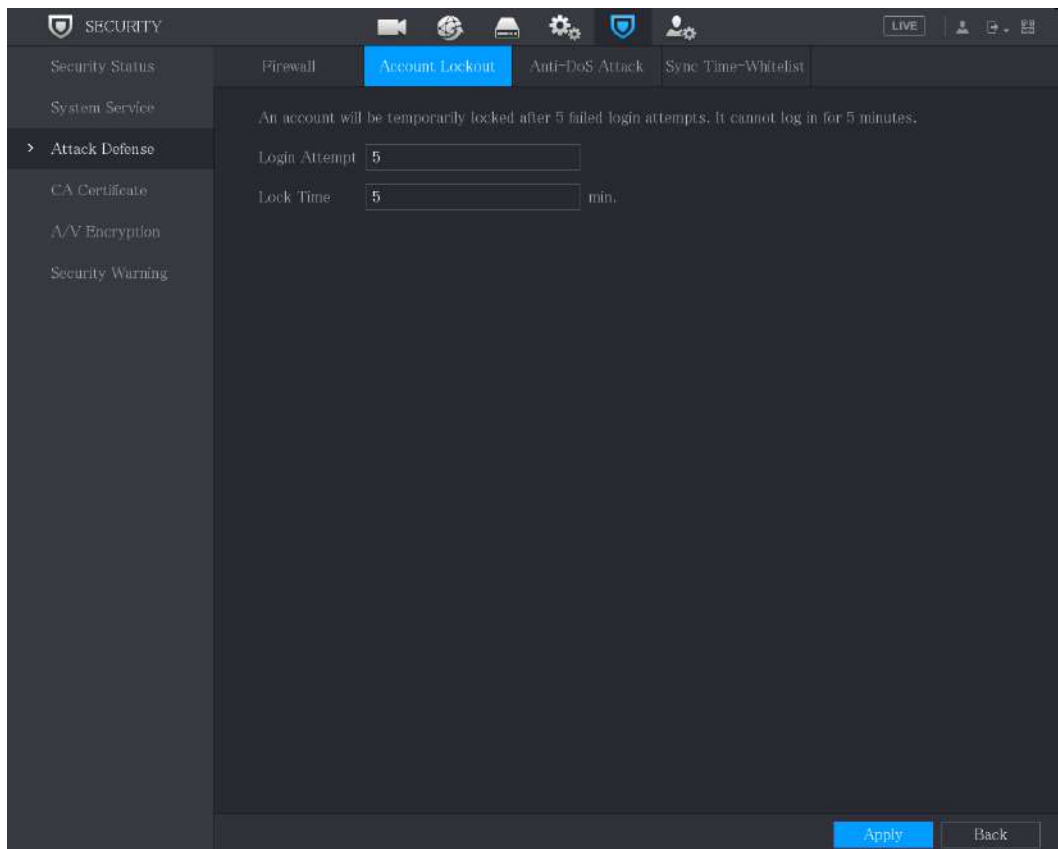 SECURITY
LIVE
Security Status
System Service
Attack Defense
CA Certificate
A/V Encryption
Security Warning
Firewall Account Lockout Anti-DoS Attack Sync Time-Whitelist
An account will be temporarily locked after 5 failed login attempts. It cannot log in for 5 minutes.
Login Attempt 5
Lock Time 5 min.
Apply Back